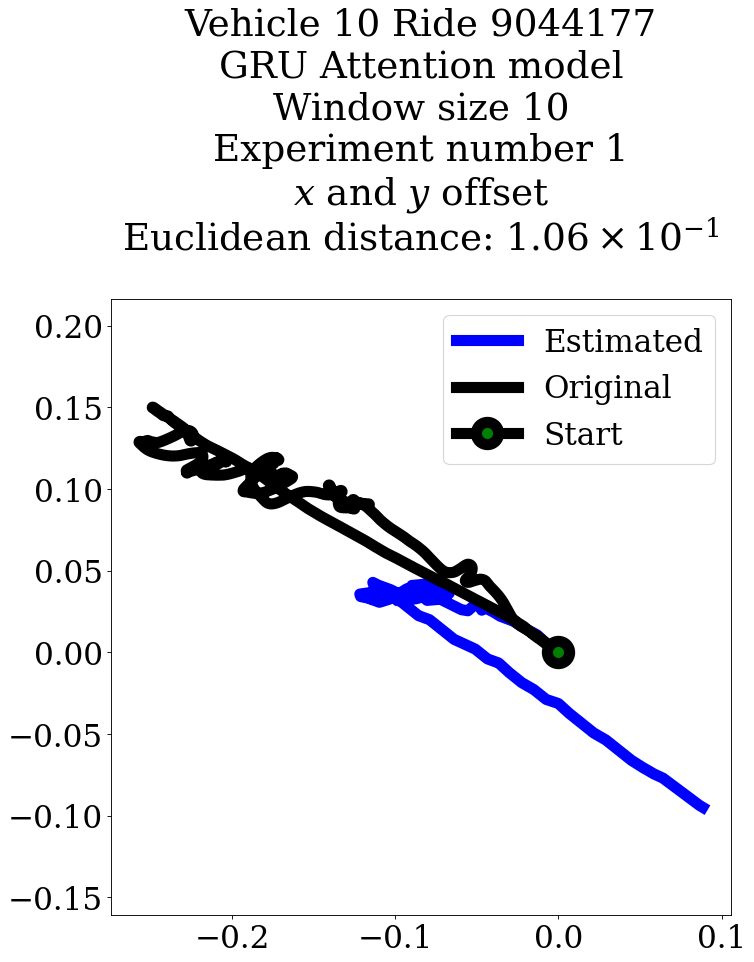 Vehicle 10 Ride 9044177
GRU Attention model
Window size 10
Experiment number 1
x and y offset
Euclidean distance: 1.06 × 10⁻¹
Estimated
Original
Start
0.20
0.15
0.10
0.05
0.00
−0.05
−0.10
−0.15
−0.2
−0.1
0.0
0.1